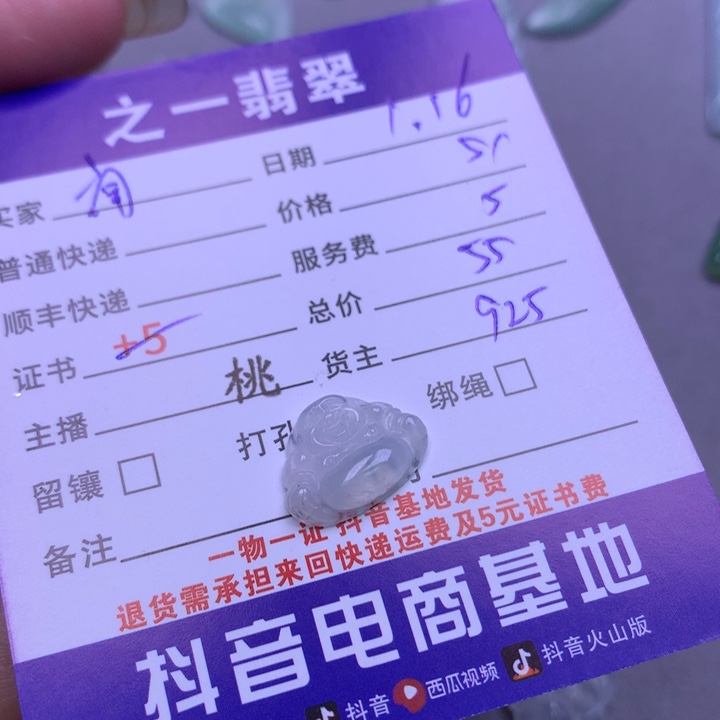 之一翡翠
买家 南 日期 1.16
普通快递 价格
顺丰快递 服务费 5
证书 +5 总价 55
主播 桃 货主 925
留镶 □ 打孔 绑绳 □
备注
一物一证 抖音基地发货
退货需承担来回快递运费及5元证书费
抖音电商基地
抖音 西瓜视频 抖音火山版